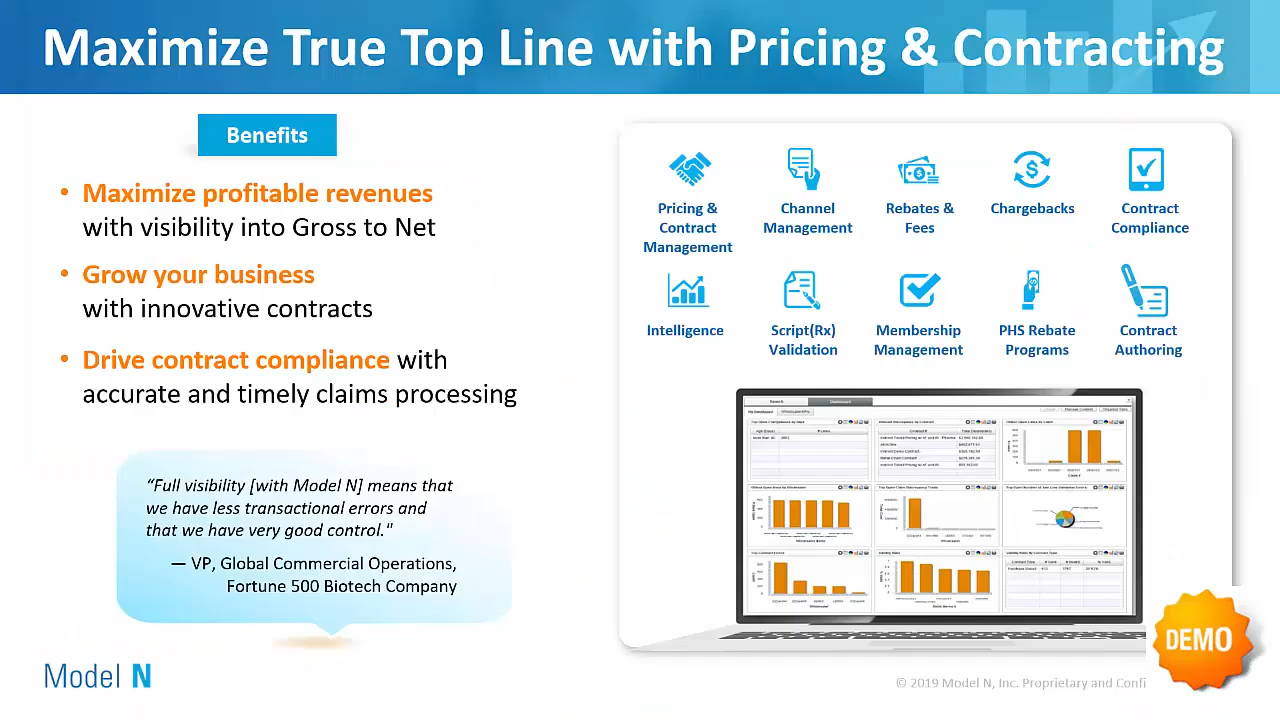 Maximize True Top Line with Pricing & Contracting
Benefits
• Maximize profitable revenues
with visibility into Gross to Net
• Grow your business
with innovative contracts
• Drive contract compliance with
accurate and timely claims processing
“Full visibility [with Model N] means that
we have less transactional errors and
that we have very good control."
— VP, Global Commercial Operations,
Fortune 500 Biotech Company
Pricing &
Contract
Management
Channel
Management
Rebates &
Fees
Chargebacks
Contract
Compliance
Intelligence
Script(Rx)
Validation
Membership
Management
PHS Rebate
Programs
Contract
Authoring
Search
Dashboard
DEMO
Model N
© 2019 Model N, Inc. Proprietary and Confi